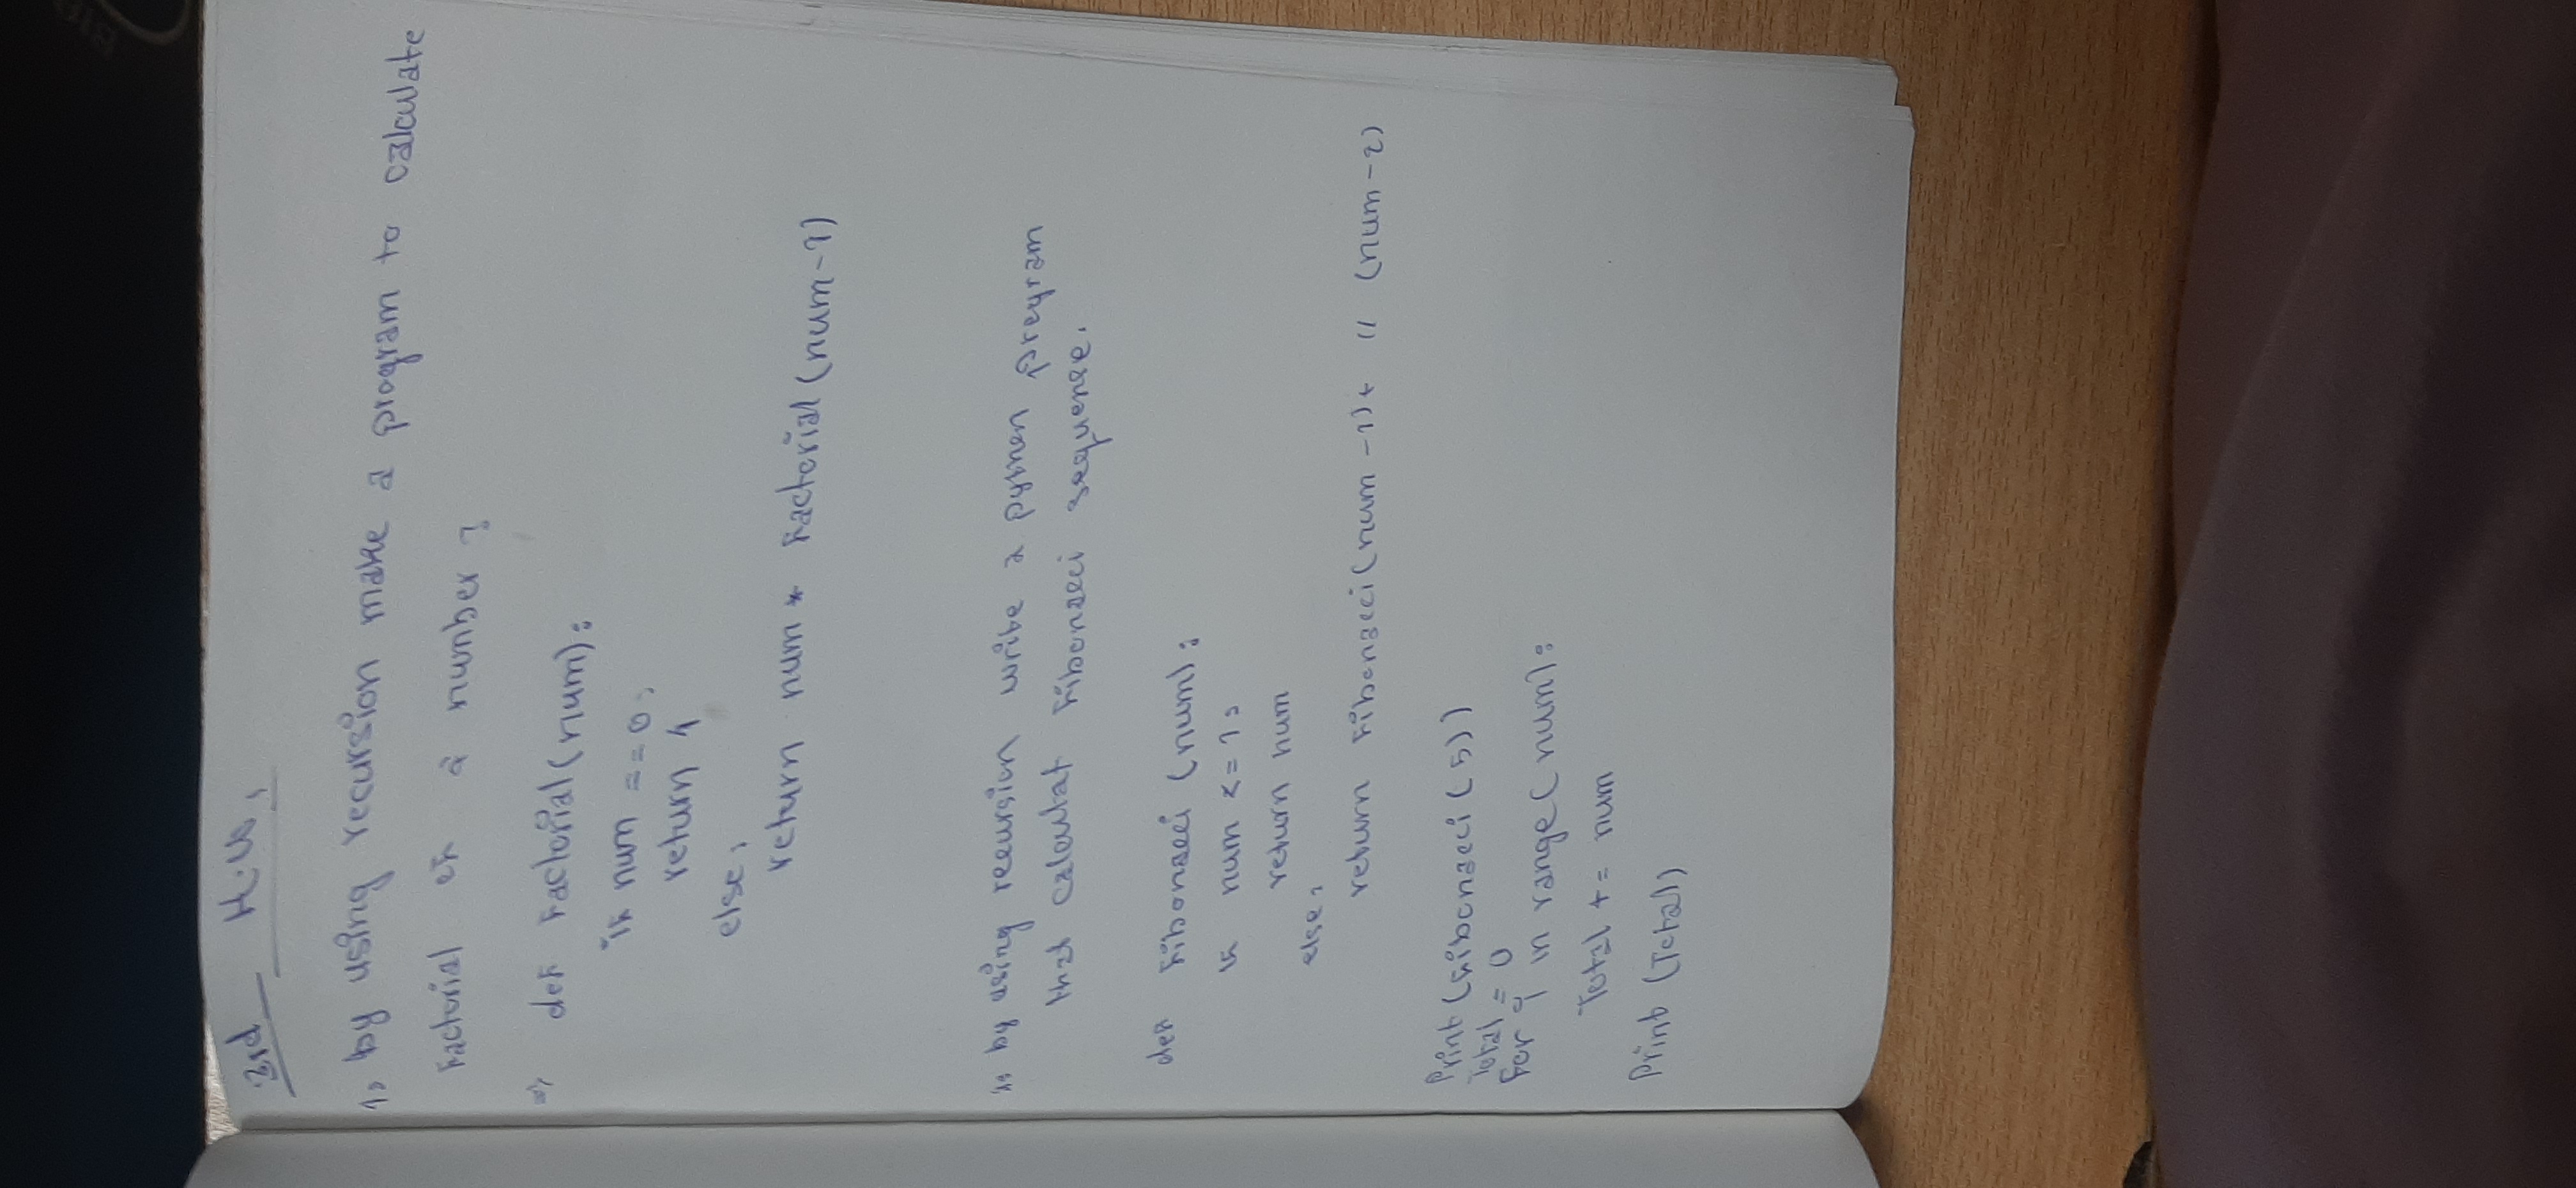 3rd H.W.
1. by using recursion make a program to calculate
factorial of a number?
⇒ def factorial(num):
if num == 0:
return 1
else:
return num * factorial(num-1)
by using recursion write a python program
that calculat fibonacci sequense.
def fibonacci (num):
if num <= 1:
return num
else:
return fibonacci(num-1)+ 〃 (num-2)
Print (fibonacci (5))
Total = 0
for i in range( num):
Total += num
Print (Total)